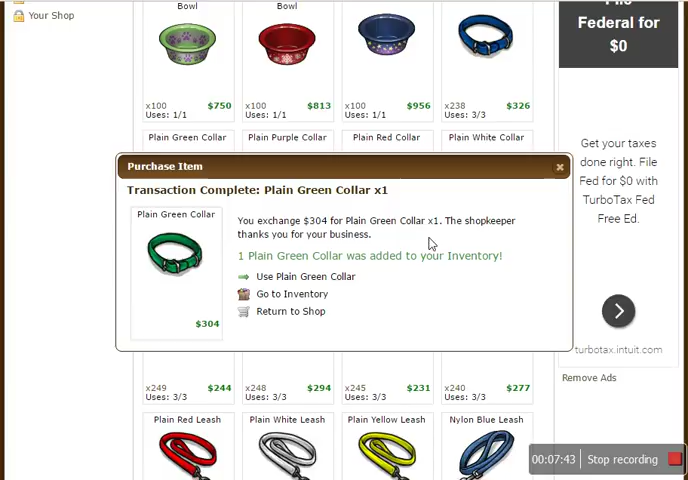 Your Shop
Bowl
Bowl
x100 $750
Uses: 1/1
x100 $813
Uses: 1/1
x100 $956
Uses: 1/1
x238 $326
Uses: 3/3
Plain Green Collar
Plain Purple Collar
Plain Red Collar
Plain White Collar
Purchase Item
Transaction Complete: Plain Green Collar x1
Plain Green Collar
$304
You exchange $304 for Plain Green Collar x1. The shopkeeper
thanks you for your business.
1 Plain Green Collar was added to your Inventory!
Use Plain Green Collar
Go to Inventory
Return to Shop
x249 $244
Uses: 3/3
x248 $294
Uses: 3/3
x245 $231
Uses: 3/3
x240 $277
Uses: 3/3
Plain Red Leash
Plain White Leash
Plain Yellow Leash
Nylon Blue Leash
Federal for
$0
Get your taxes
done right. File
Fed for $0 with
TurboTax Fed
Free Ed.
turbotax.intuit.com
Remove Ads
00:07:43
Stop recording